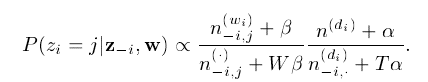 $P(z_i = j|\mathbf{z}_{-i}, \mathbf{w}) \propto \frac{n_{-i,j}^{(w_i)} + \beta}{n_{-i,j}^{(\cdot)} + W\beta} \frac{n_{-i,j}^{(d_i)} + \alpha}{n_{-i,\cdot}^{(d_i)} + T\alpha}.$